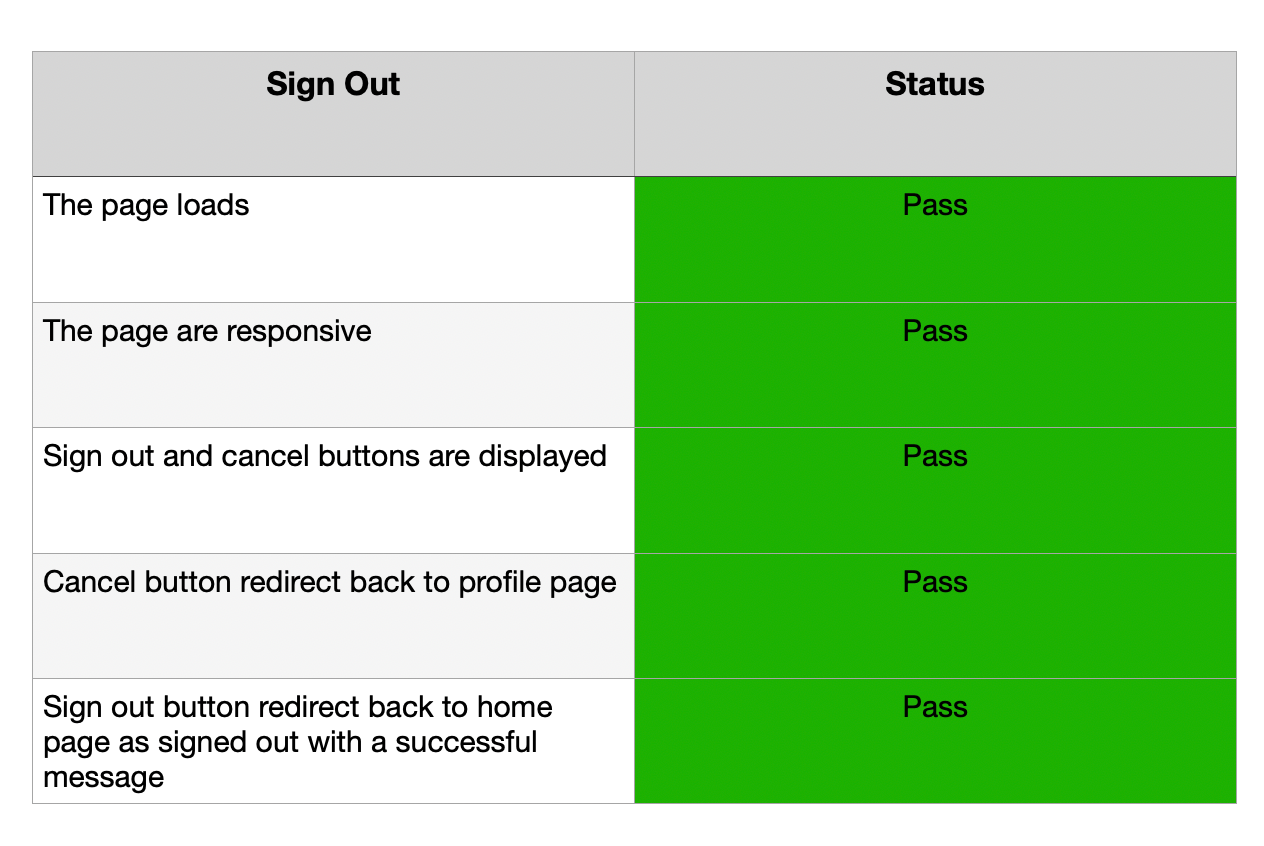 Sign Out
Status
The page loads
Pass
The page are responsive
Pass
Sign out and cancel buttons are displayed
Pass
Cancel button redirect back to profile page
Pass
Sign out button redirect back to home
page as signed out with a successful
message
Pass